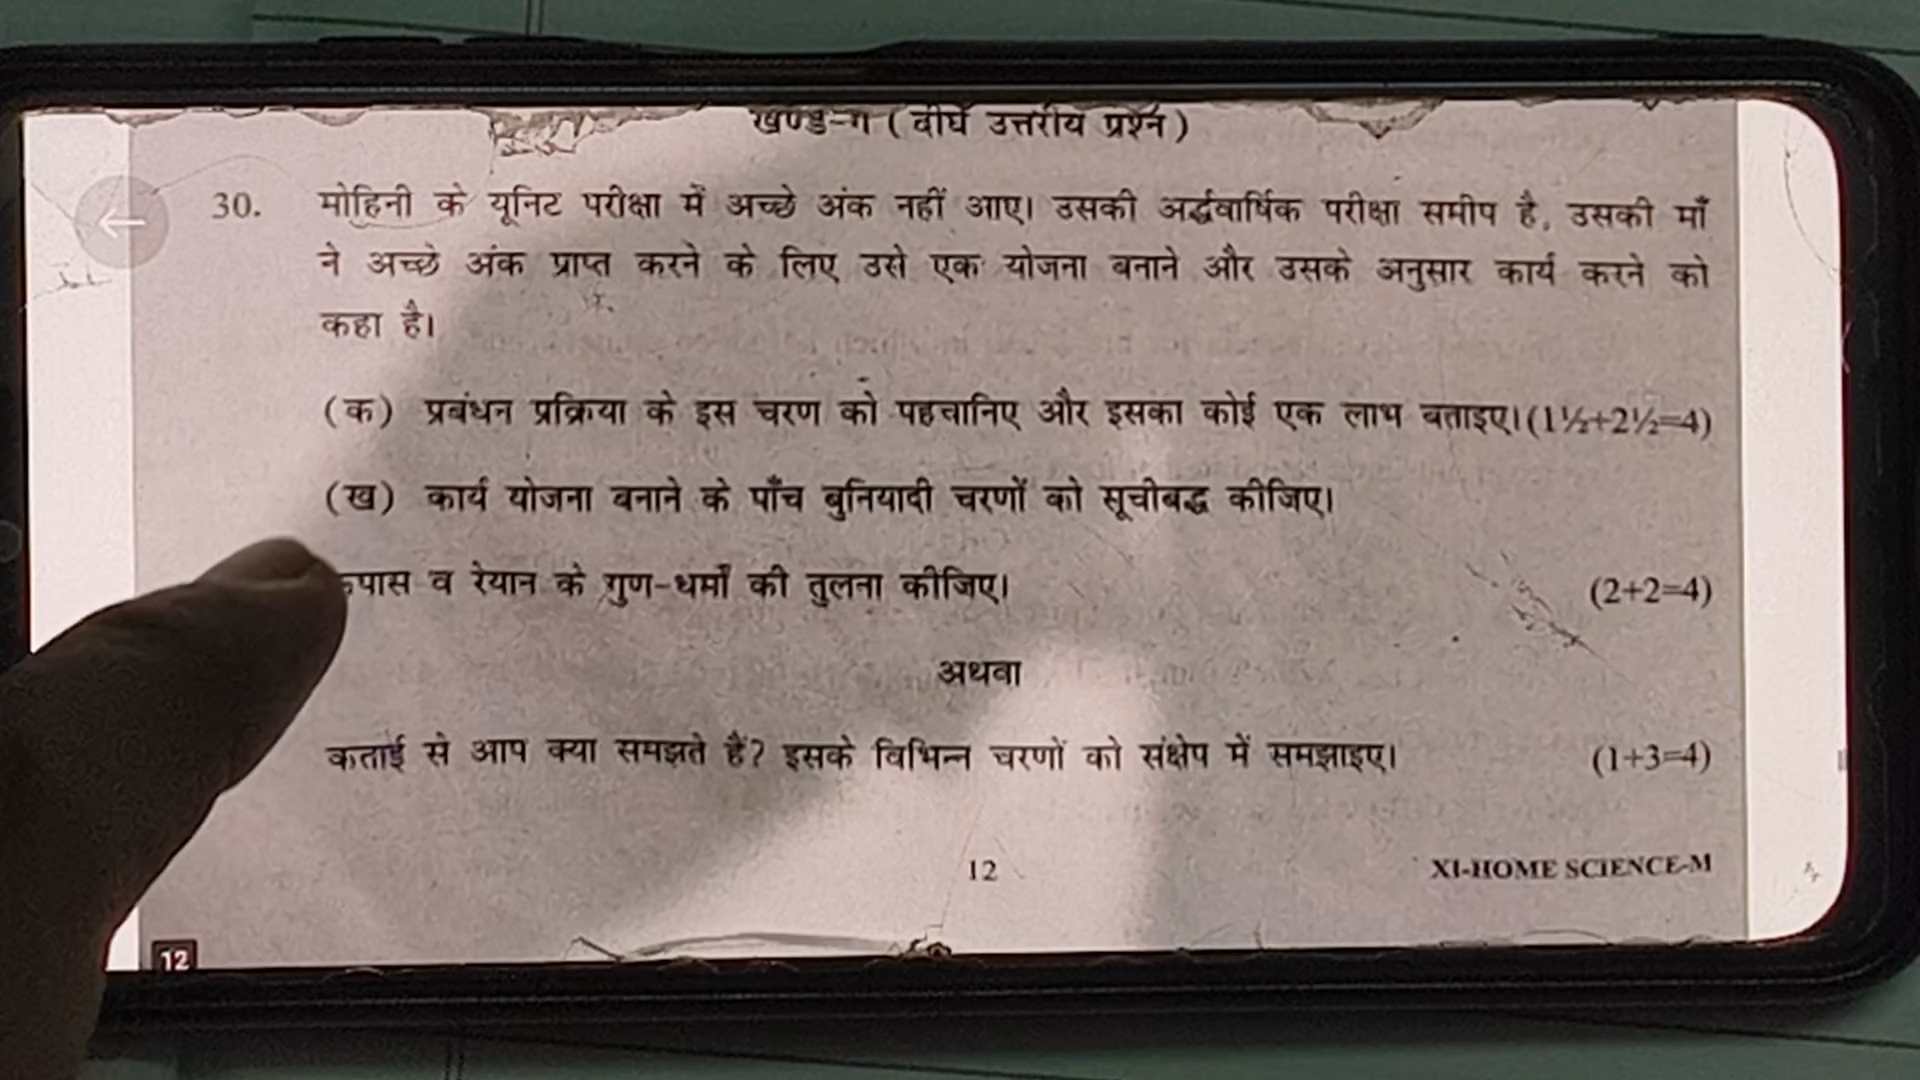 खण्ड-ग ( दीर्घ उत्तरीय प्रश्न )
30. मोहिनी के यूनिट परीक्षा में अच्छे अंक नहीं आए। उसकी अर्द्धवार्षिक परीक्षा समीप है, उसकी माँ
ने अच्छे अंक प्राप्त करने के लिए उसे एक योजना बनाने और उसके अनुसार कार्य करने को
कहा है।
(क) प्रबंधन प्रक्रिया के इस चरण को पहचानिए और इसका कोई एक लाभ बताइए। (1½+2½=4)
(ख) कार्य योजना बनाने के पाँच बुनियादी चरणों को सूचीबद्ध कीजिए।
कपास व रेयान के गुण-धर्मों की तुलना कीजिए। (2+2=4)
अथवा
कताई से आप क्या समझते हैं? इसके विभिन्न चरणों को संक्षेप में समझाइए। (1+3=4)
12 XI-HOME SCIENCE-M
12